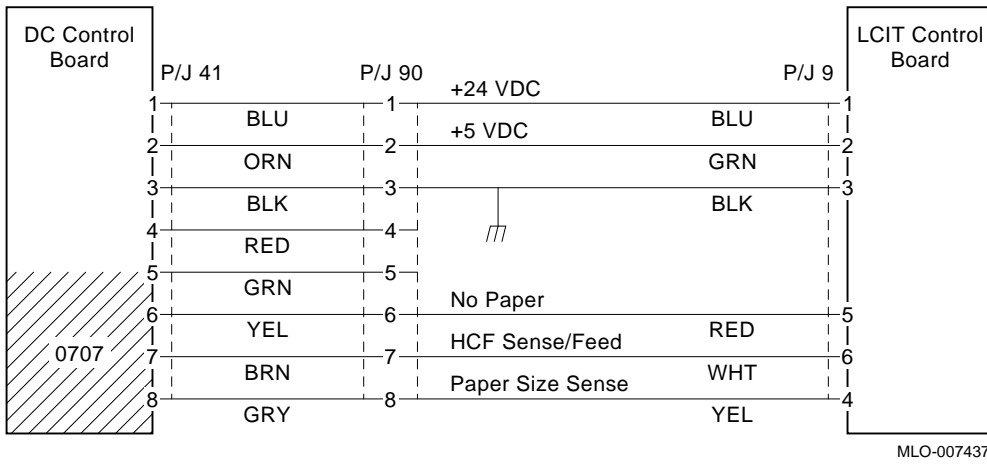 DC Control
Board
LCIT Control
Board
P/J 41
P/J 90
P/J 9
1 1 +24 VDC 1
BLU BLU
2 2 +5 VDC 2
ORN GRN
3 3 3
BLK BLK
4 4
RED
5 5
GRN
6 6 No Paper 5
YEL RED
0707
7 7 HCF Sense/Feed 6
BRN WHT
8 8 Paper Size Sense 4
GRY YEL
MLO-007437